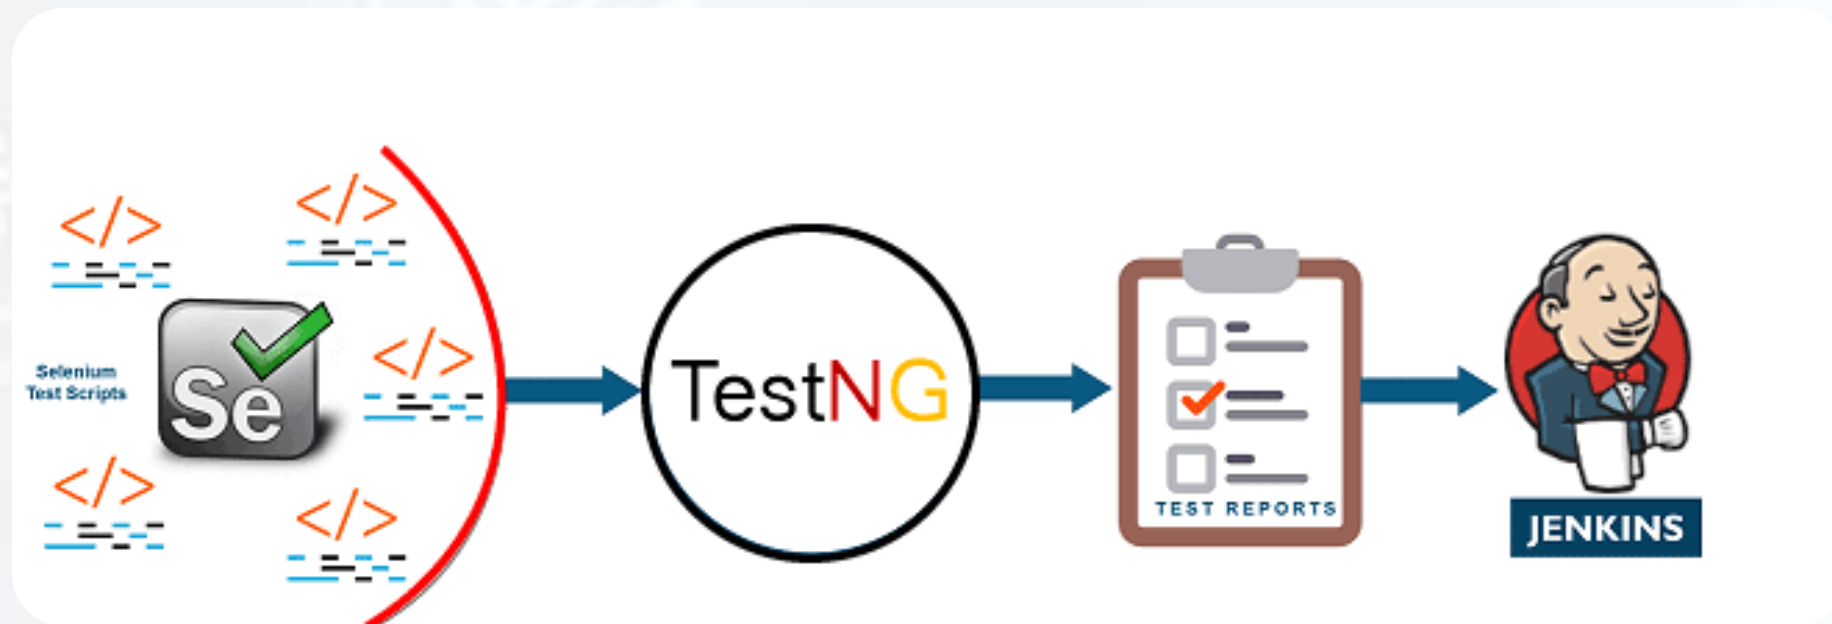 </>
</>
</>
</>
</>
Selenium
Test Scripts
Se
TestNG
TEST REPORTS
JENKINS